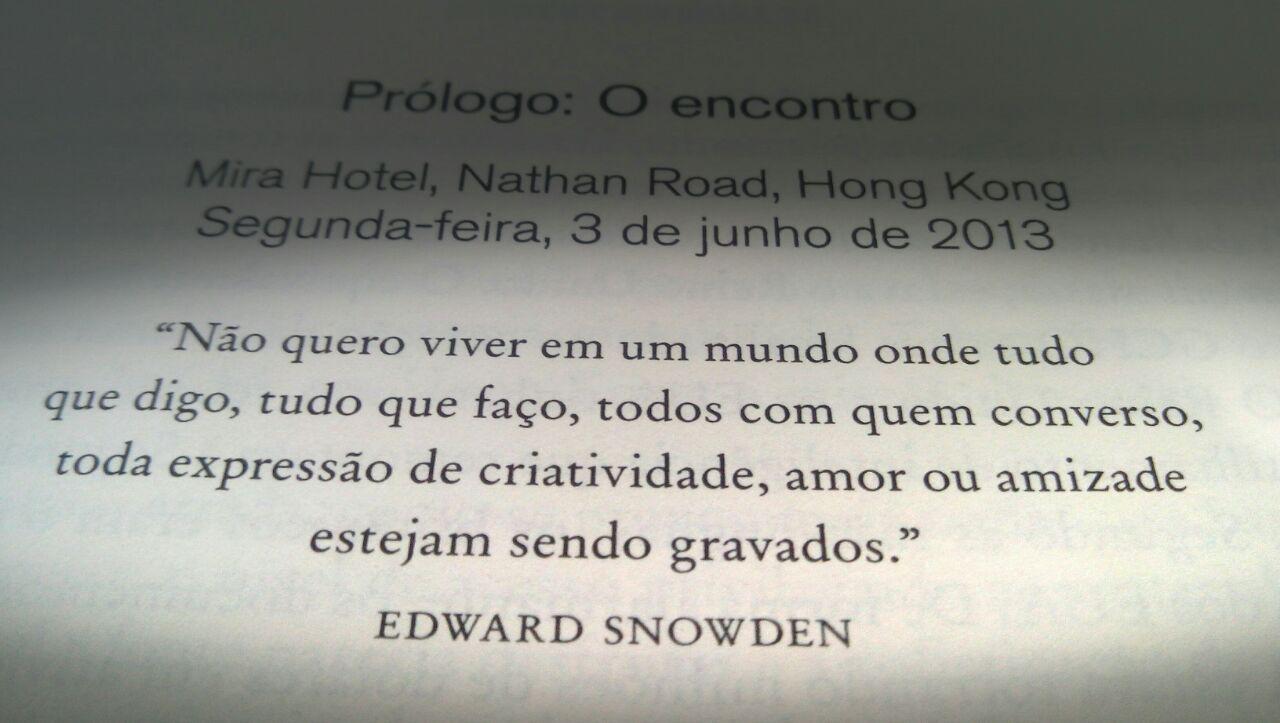 Prólogo: O encontro
Mira Hotel, Nathan Road, Hong Kong
Segunda-feira, 3 de junho de 2013
“Não quero viver em um mundo onde tudo
que digo, tudo que faço, todos com quem converso,
toda expressão de criatividade, amor ou amizade
estejam sendo gravados.”
EDWARD SNOWDEN